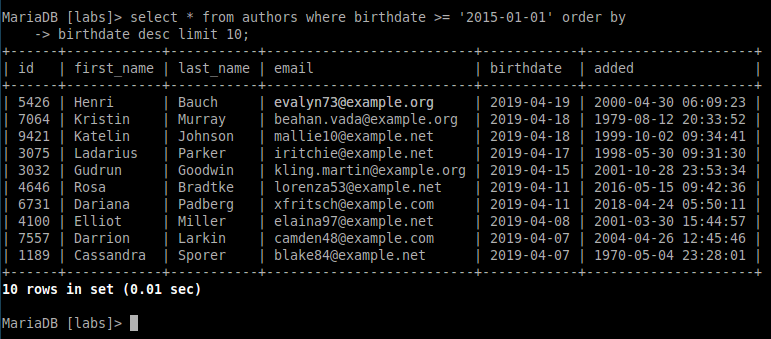 MariaDB [labs]> select * from authors where birthdate >= '2015-01-01' order by
    -> birthdate desc limit 10;
+------+------------+-----------+-------------------------+------------+---------------------+
| id   | first_name | last_name | email                   | birthdate  | added               |
+------+------------+-----------+-------------------------+------------+---------------------+
| 5426 | Henri      | Bauch     | evalyn73@example.org    | 2019-04-19 | 2000-04-30 06:09:23 |
| 7064 | Kristin    | Murray    | beahan.vada@example.org | 2019-04-18 | 1979-08-12 20:33:52 |
| 9421 | Katelin    | Johnson   | mallie10@example.net    | 2019-04-18 | 1999-10-02 09:34:41 |
| 3075 | Ladarius   | Parker    | iritchie@example.net    | 2019-04-17 | 1998-05-30 09:31:30 |
| 3032 | Gudrun     | Goodwin   | kling.martin@example.org | 2019-04-15 | 2001-10-28 23:53:34 |
| 4646 | Rosa       | Bradtke   | lorenza53@example.net   | 2019-04-11 | 2016-05-15 09:42:36 |
| 6731 | Dariana    | Padberg   | xfritsch@example.com    | 2019-04-11 | 2018-04-24 05:50:11 |
| 4100 | Elliot     | Miller    | elaina97@example.net    | 2019-04-08 | 2001-03-30 15:44:57 |
| 7557 | Darrion    | Larkin    | camden48@example.com    | 2019-04-07 | 2004-04-26 12:45:46 |
| 1189 | Cassandra  | Sporer    | blake84@example.net     | 2019-04-07 | 1970-05-04 23:28:01 |
+------+------------+-----------+-------------------------+------------+---------------------+
10 rows in set (0.01 sec)
MariaDB [labs]>